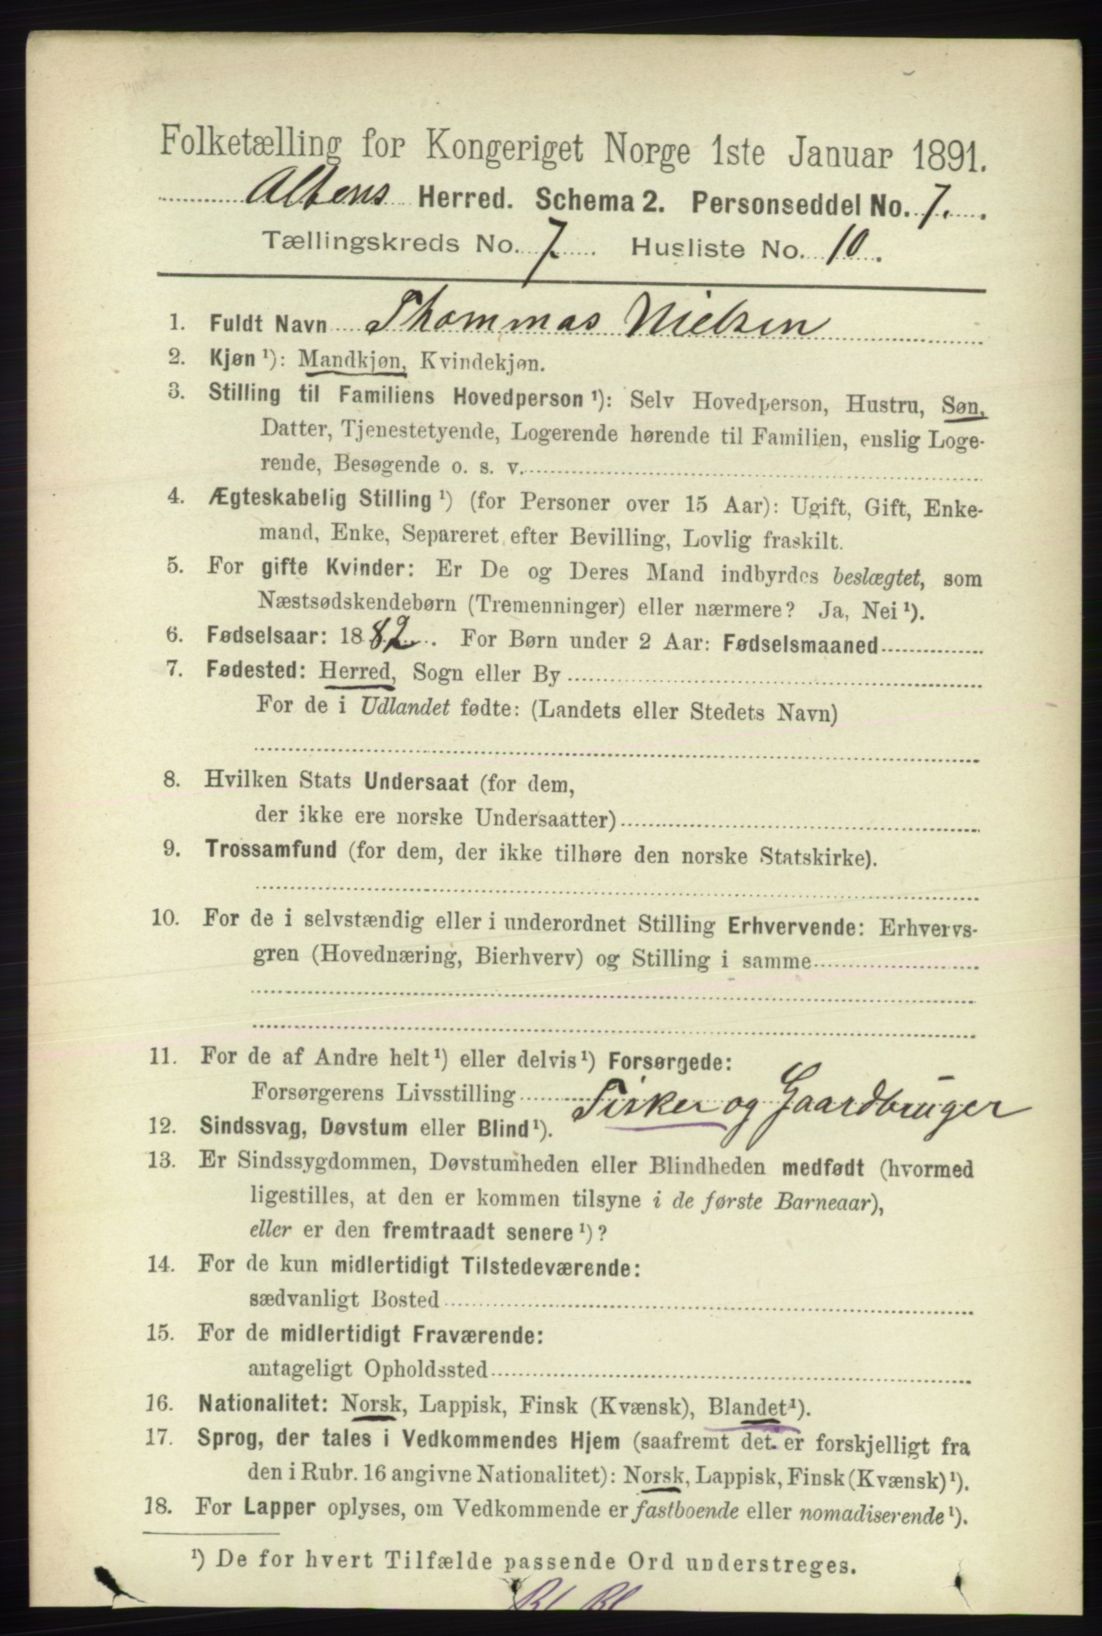 Folketælling for Kongeriget Norge 1ste Januar 1891.
Altens Herred. Schema 2. Personseddel No. 7.
Tællingskreds No. 7. Husliste No. 10.
1. Fuldt Navn Thommas Nielsen
2. Kjøn ¹): Mandkjøn, Kvindekjøn.
3. Stilling til Familiens Hovedperson ¹): Selv Hovedperson, Hustru, Søn,
Datter, Tjenestetyende, Logerende hørende til Familien, enslig Loge-
rende, Besøgende o. s. v.
4. Ægteskabelig Stilling ¹) (for Personer over 15 Aar): Ugift, Gift, Enke-
mand, Enke, Separeret efter Bevilling, Lovlig fraskilt.
5. For gifte Kvinder: Er De og Deres Mand indbyrdes beslægtet, som
Næstsødskendebørn (Tremenninger) eller nærmere? Ja, Nei ¹).
6. Fødselsaar: 1882. For Børn under 2 Aar: Fødselsmaaned
7. Fødested: Herred, Sogn eller By
For de i Udlandet fødte: (Landets eller Stedets Navn)
8. Hvilken Stats Undersaat (for dem,
der ikke ere norske Undersaatter)
9. Trossamfund (for dem, der ikke tilhøre den norske Statskirke).
10. For de i selvstændig eller i underordnet Stilling Erhvervende: Erhvervs-
gren (Hovednæring, Bierhverv) og Stilling i samme
11. For de af Andre helt ¹) eller delvis ¹) Forsørgede:
Forsørgerens Livsstilling Fisker og Gaardbruger
12. Sindssvag, Døvstum eller Blind ¹).
13. Er Sindssygdommen, Døvstumheden eller Blindheden medfødt (hvormed
ligestilles, at den er kommen tilsyne i de første Barneaar),
eller er den fremtraadt senere ¹)?
14. For de kun midlertidigt Tilstedeværende:
sædvanligt Bosted
15. For de midlertidigt Fraværende:
antageligt Opholdssted
16. Nationalitet: Norsk, Lappisk, Finsk (Kvænsk), Blandet ¹).
17. Sprog, der tales i Vedkommendes Hjem (saafremt det er forskjelligt fra
den i Rubr. 16 angivne Nationalitet): Norsk, Lappisk, Finsk (Kvænsk) ¹).
18. For Lapper oplyses, om Vedkommende er fastboende eller nomadiserende ¹).
¹) De for hvert Tilfælde passende Ord understreges.
Bl. Bl.